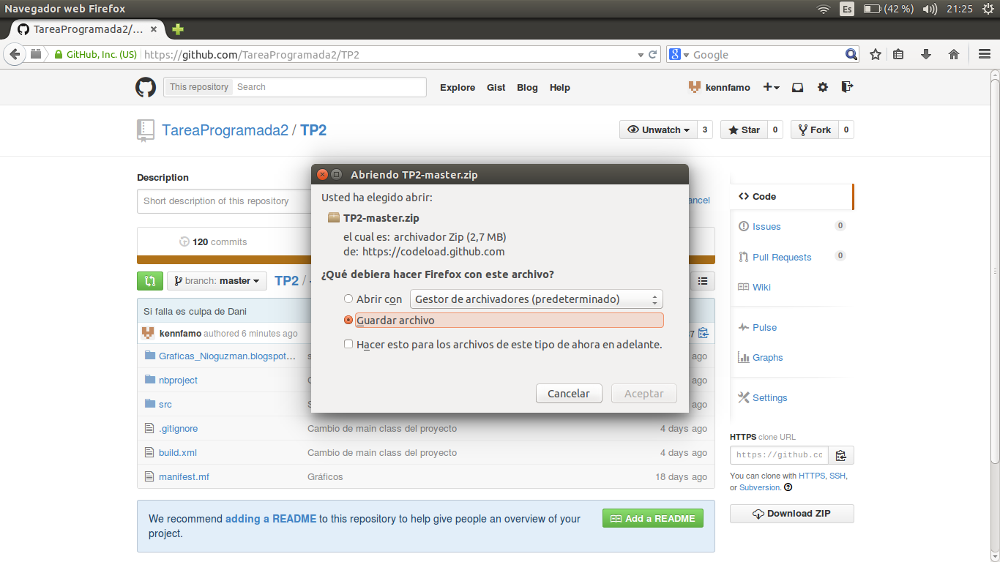 Navegador web Firefox
Es
(42 %)
21:25
TareaProgramada2/...
GitHub, Inc. (US)
https://github.com/TareaProgramada2/TP2
Google
This repository
Search
Explore
Gist
Blog
Help
kennfamo
TareaProgramada2 / TP2
Unwatch
3
Star
0
Fork
0
Description
Short description of this repository
ancel
120 commits
branch: master
TP2 /
Si falla es culpa de Dani
kennfamo authored 6 minutes ago
Graficas_Nioguzman.blogspot...
ago
nbproject
ago
src
ago
.gitignore
Cambio de main class del proyecto
4 days ago
build.xml
Cambio de main class del proyecto
4 days ago
manifest.mf
Gráficos
18 days ago
We recommend adding a README to this repository to help give people an overview of your
project.
Add a README
Abriendo TP2-master.zip
Usted ha elegido abrir:
TP2-master.zip
el cual es: archivador Zip (2,7 MB)
de: https://codeload.github.com
¿Qué debiera hacer Firefox con este archivo?
Abrir con
Gestor de archivadores (predeterminado)
Guardar archivo
Hacer esto para los archivos de este tipo de ahora en adelante.
Cancelar
Aceptar
Code
Issues
0
Pull Requests
0
Wiki
Pulse
Graphs
Settings
HTTPS clone URL
https://github.cc
You can clone with HTTPS, SSH,
or Subversion.
Download ZIP